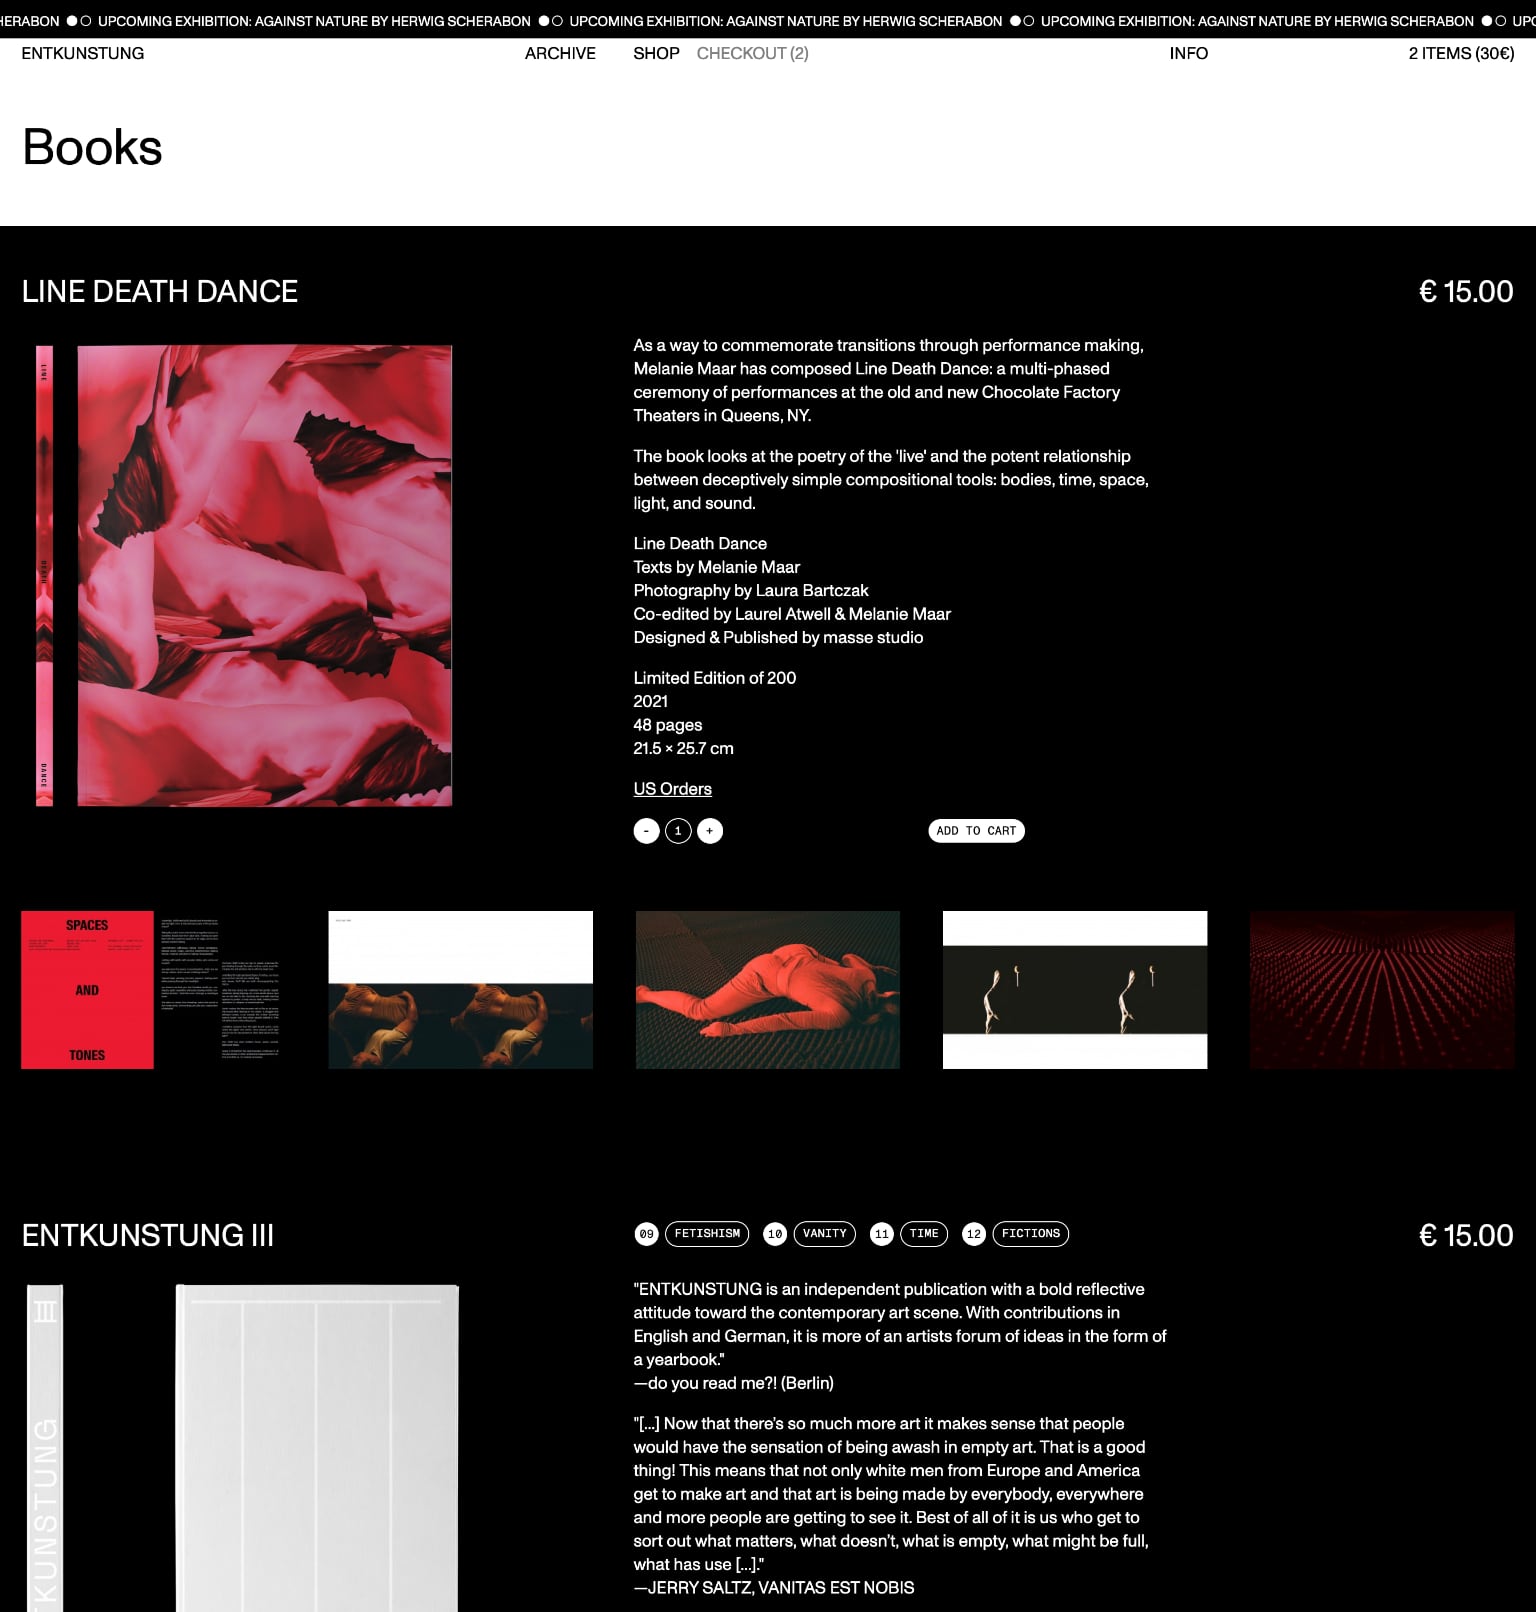 HERABON ●○ UPCOMING EXHIBITION: AGAINST NATURE BY HERWIG SCHERABON ●○ UPCOMING EXHIBITION: AGAINST NATURE BY HERWIG SCHERABON ●○ UPCOMING EXHIBITION: AGAINST NATURE BY HERWIG SCHERABON ●○ UPC
ENTKUNSTUNG ARCHIVE SHOP CHECKOUT (2) INFO 2 ITEMS (30€)
Books
LINE DEATH DANCE € 15.00
LINE
DEATH
DANCE
As a way to commemorate transitions through performance making,
Melanie Maar has composed Line Death Dance: a multi-phased
ceremony of performances at the old and new Chocolate Factory
Theaters in Queens, NY.
The book looks at the poetry of the 'live' and the potent relationship
between deceptively simple compositional tools: bodies, time, space,
light, and sound.
Line Death Dance
Texts by Melanie Maar
Photography by Laura Bartczak
Co-edited by Laurel Atwell & Melanie Maar
Designed & Published by masse studio
Limited Edition of 200
2021
48 pages
21.5 × 25.7 cm
US Orders
- 1 + ADD TO CART
SPACES
AND
TONES
ENTKUNSTUNG III 09 FETISHISM 10 VANITY 11 TIME 12 FICTIONS € 15.00
III
TKUNSTUNG
"ENTKUNSTUNG is an independent publication with a bold reflective
attitude toward the contemporary art scene. With contributions in
English and German, it is more of an artists forum of ideas in the form of
a yearbook."
—do you read me?! (Berlin)
"[...] Now that there's so much more art it makes sense that people
would have the sensation of being awash in empty art. That is a good
thing! This means that not only white men from Europe and America
get to make art and that art is being made by everybody, everywhere
and more people are getting to see it. Best of all of it is us who get to
sort out what matters, what doesn't, what is empty, what might be full,
what has use [...]."
—JERRY SALTZ, VANITAS EST NOBIS